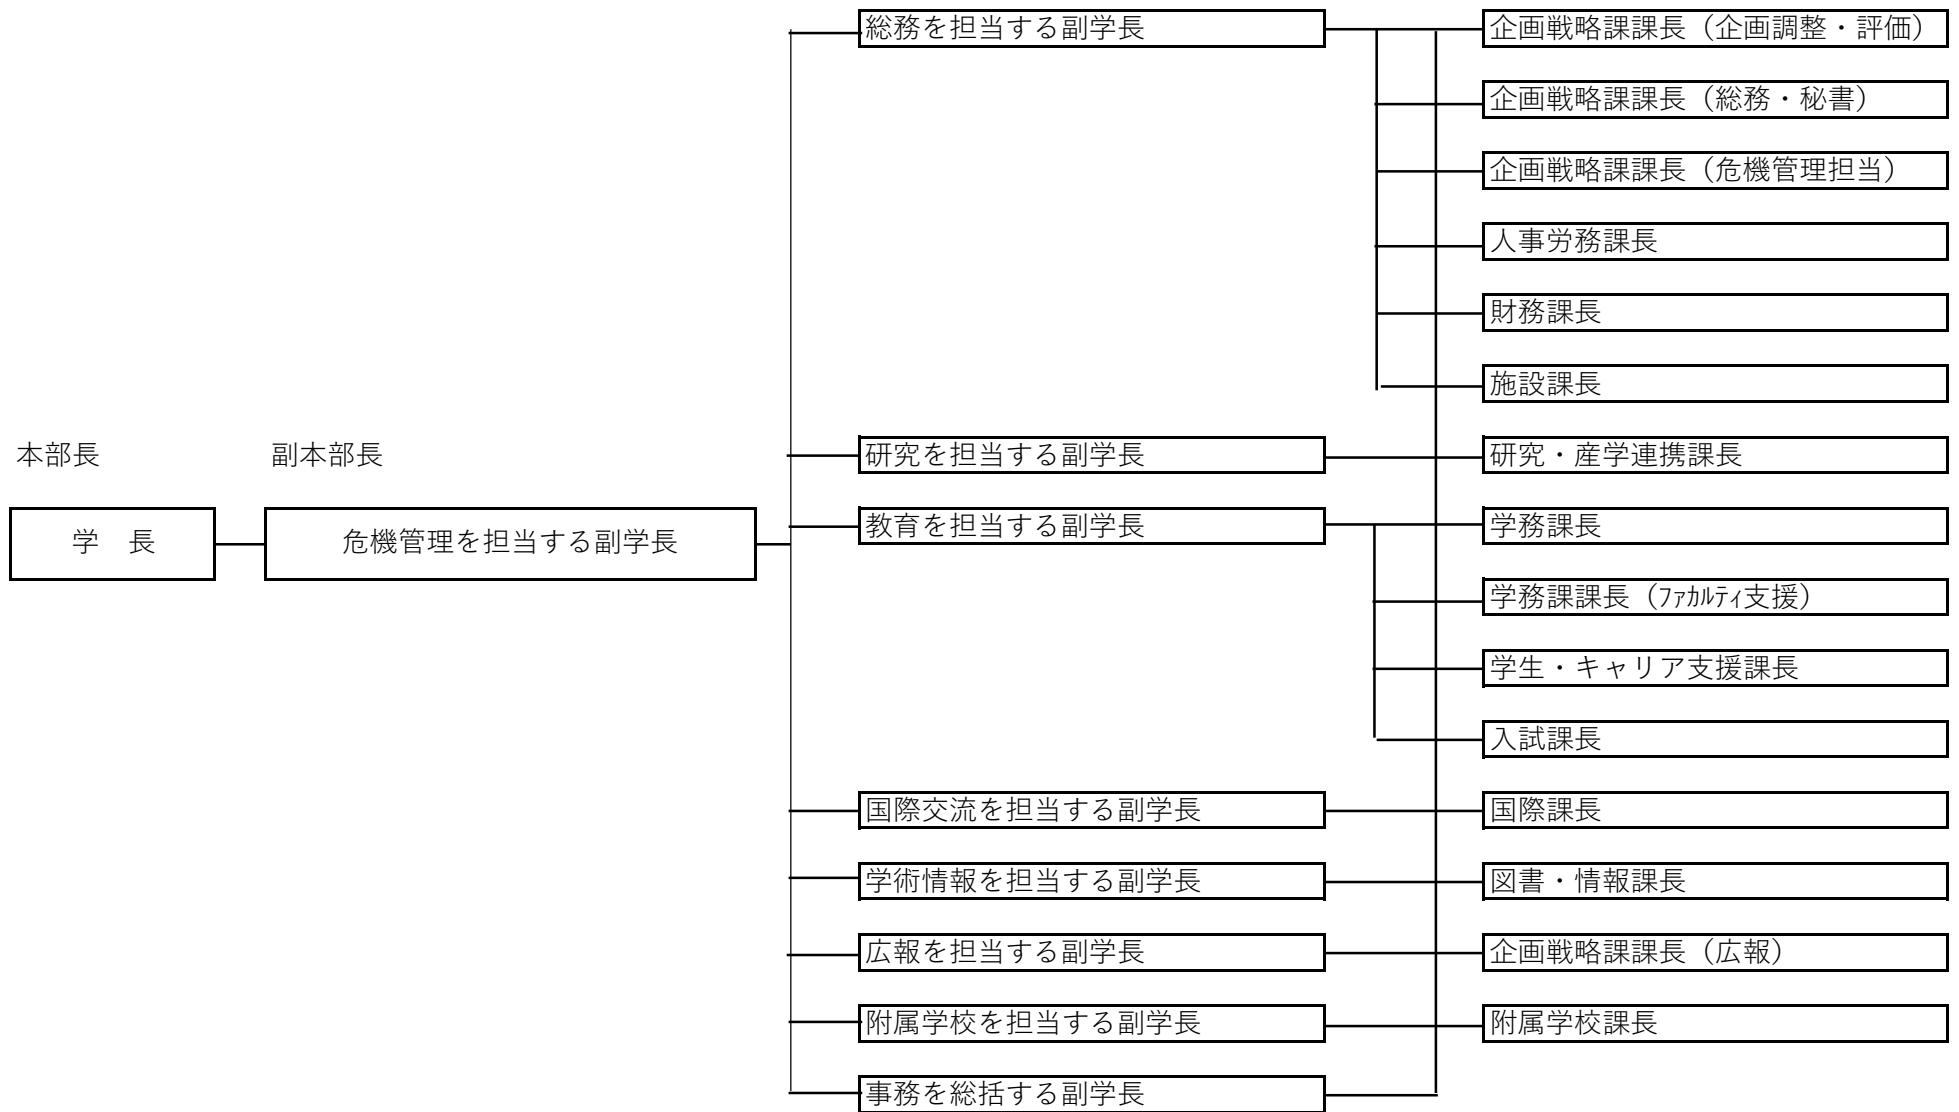 総務を担当する副学長
企画戦略課課長（企画調整・評価）
企画戦略課課長（総務・秘書）
企画戦略課課長（危機管理担当）
人事労務課長
財務課長
施設課長
本部長
副本部長
研究を担当する副学長
研究・産学連携課長
学　長
危機管理を担当する副学長
教育を担当する副学長
学務課長
学務課課長（ﾌｧｶﾙﾃｨ支援）
学生・キャリア支援課長
入試課長
国際交流を担当する副学長
国際課長
学術情報を担当する副学長
図書・情報課長
広報を担当する副学長
企画戦略課課長（広報）
附属学校を担当する副学長
附属学校課長
事務を総括する副学長